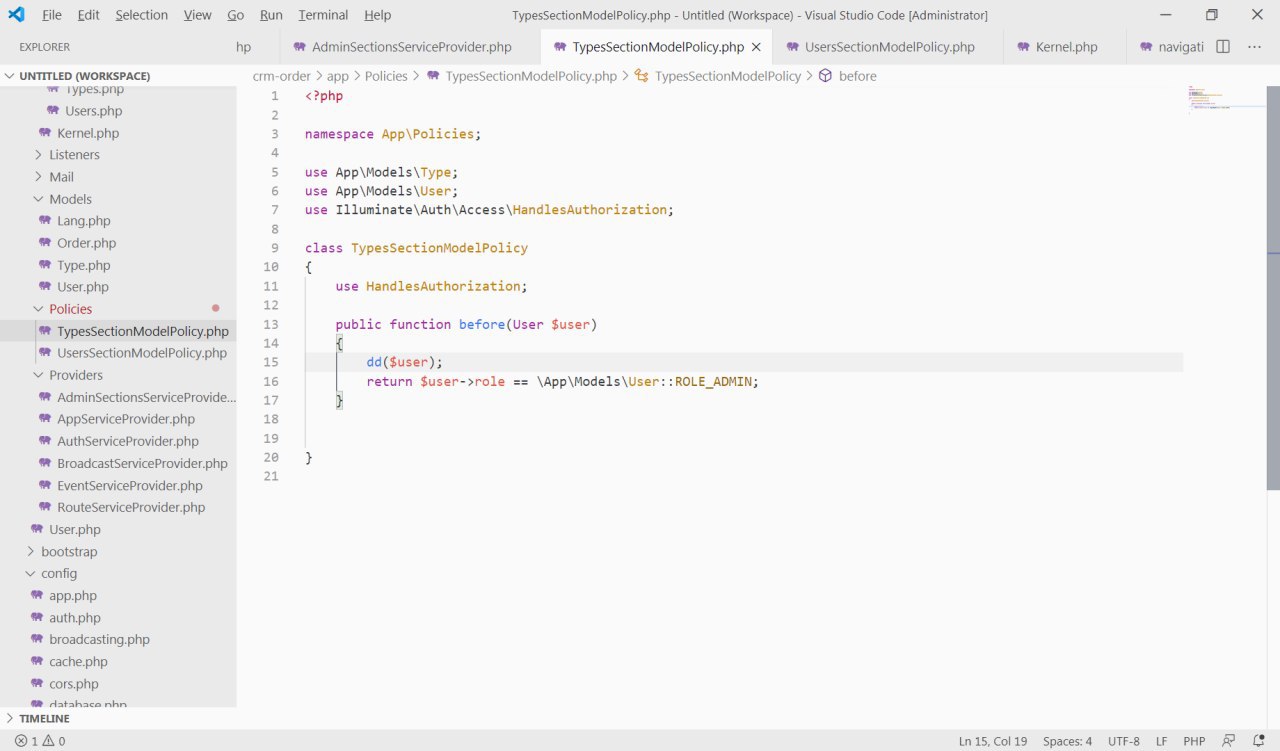 File Edit Selection View Go Run Terminal Help TypesSectionModelPolicy.php - Untitled (Workspace) - Visual Studio Code [Administrator]
EXPLORER
hp AdminSectionsServiceProvider.php TypesSectionModelPolicy.php UsersSectionModelPolicy.php Kernel.php navigati
UNTITLED (WORKSPACE)
Types.php
Users.php
Kernel.php
Listeners
Mail
Models
Lang.php
Order.php
Type.php
User.php
Policies
TypesSectionModelPolicy.php
UsersSectionModelPolicy.php
Providers
AdminSectionsServiceProvide...
AppServiceProvider.php
AuthServiceProvider.php
BroadcastServiceProvider.php
EventServiceProvider.php
RouteServiceProvider.php
User.php
bootstrap
config
app.php
auth.php
broadcasting.php
cache.php
cors.php
database.php
TIMELINE
crm-order > app > Policies > TypesSectionModelPolicy.php > TypesSectionModelPolicy > before
1 <?php
2
3 namespace App\Policies;
4
5 use App\Models\Type;
6 use App\Models\User;
7 use Illuminate\Auth\Access\HandlesAuthorization;
8
9 class TypesSectionModelPolicy
10 {
11 use HandlesAuthorization;
12
13 public function before(User $user)
14 {
15 dd($user);
16 return $user->role == \App\Models\User::ROLE_ADMIN;
17 }
18
19
20 }
21
1 0 Ln 15, Col 19 Spaces: 4 UTF-8 LF PHP